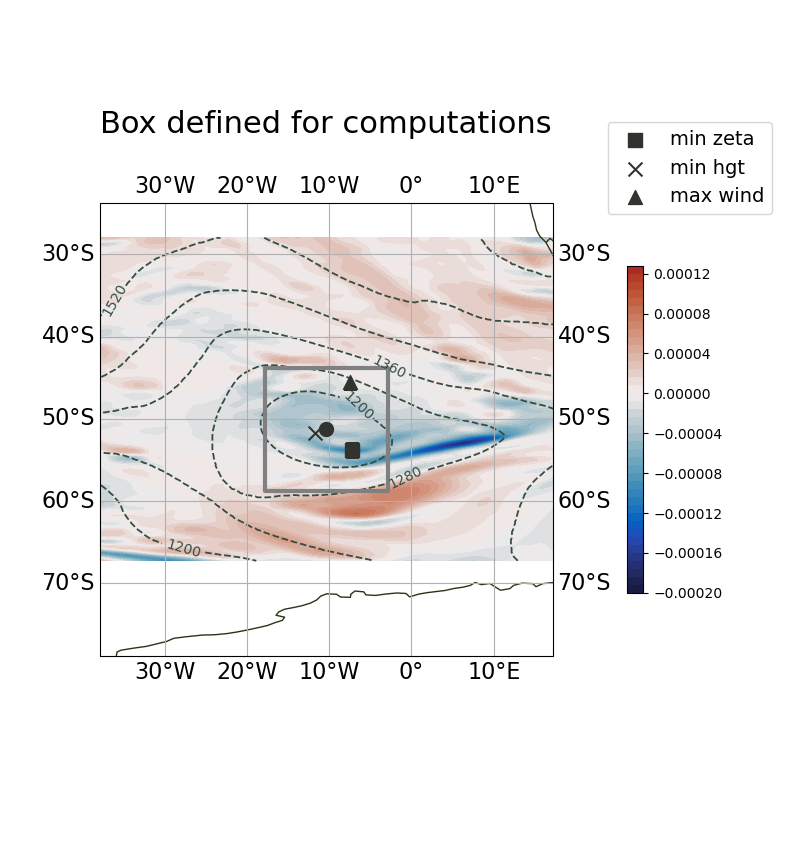 Box defined for computations
min zeta
min hgt
max wind
30°W 20°W 10°W 0° 10°E
30°S 30°S
40°S 40°S
50°S 50°S
60°S 60°S
70°S 70°S
1520
1360
1200
1280
1200
30°W 20°W 10°W 0° 10°E
0.00012
0.00008
0.00004
0.00000
−0.00004
−0.00008
−0.00012
−0.00016
−0.00020